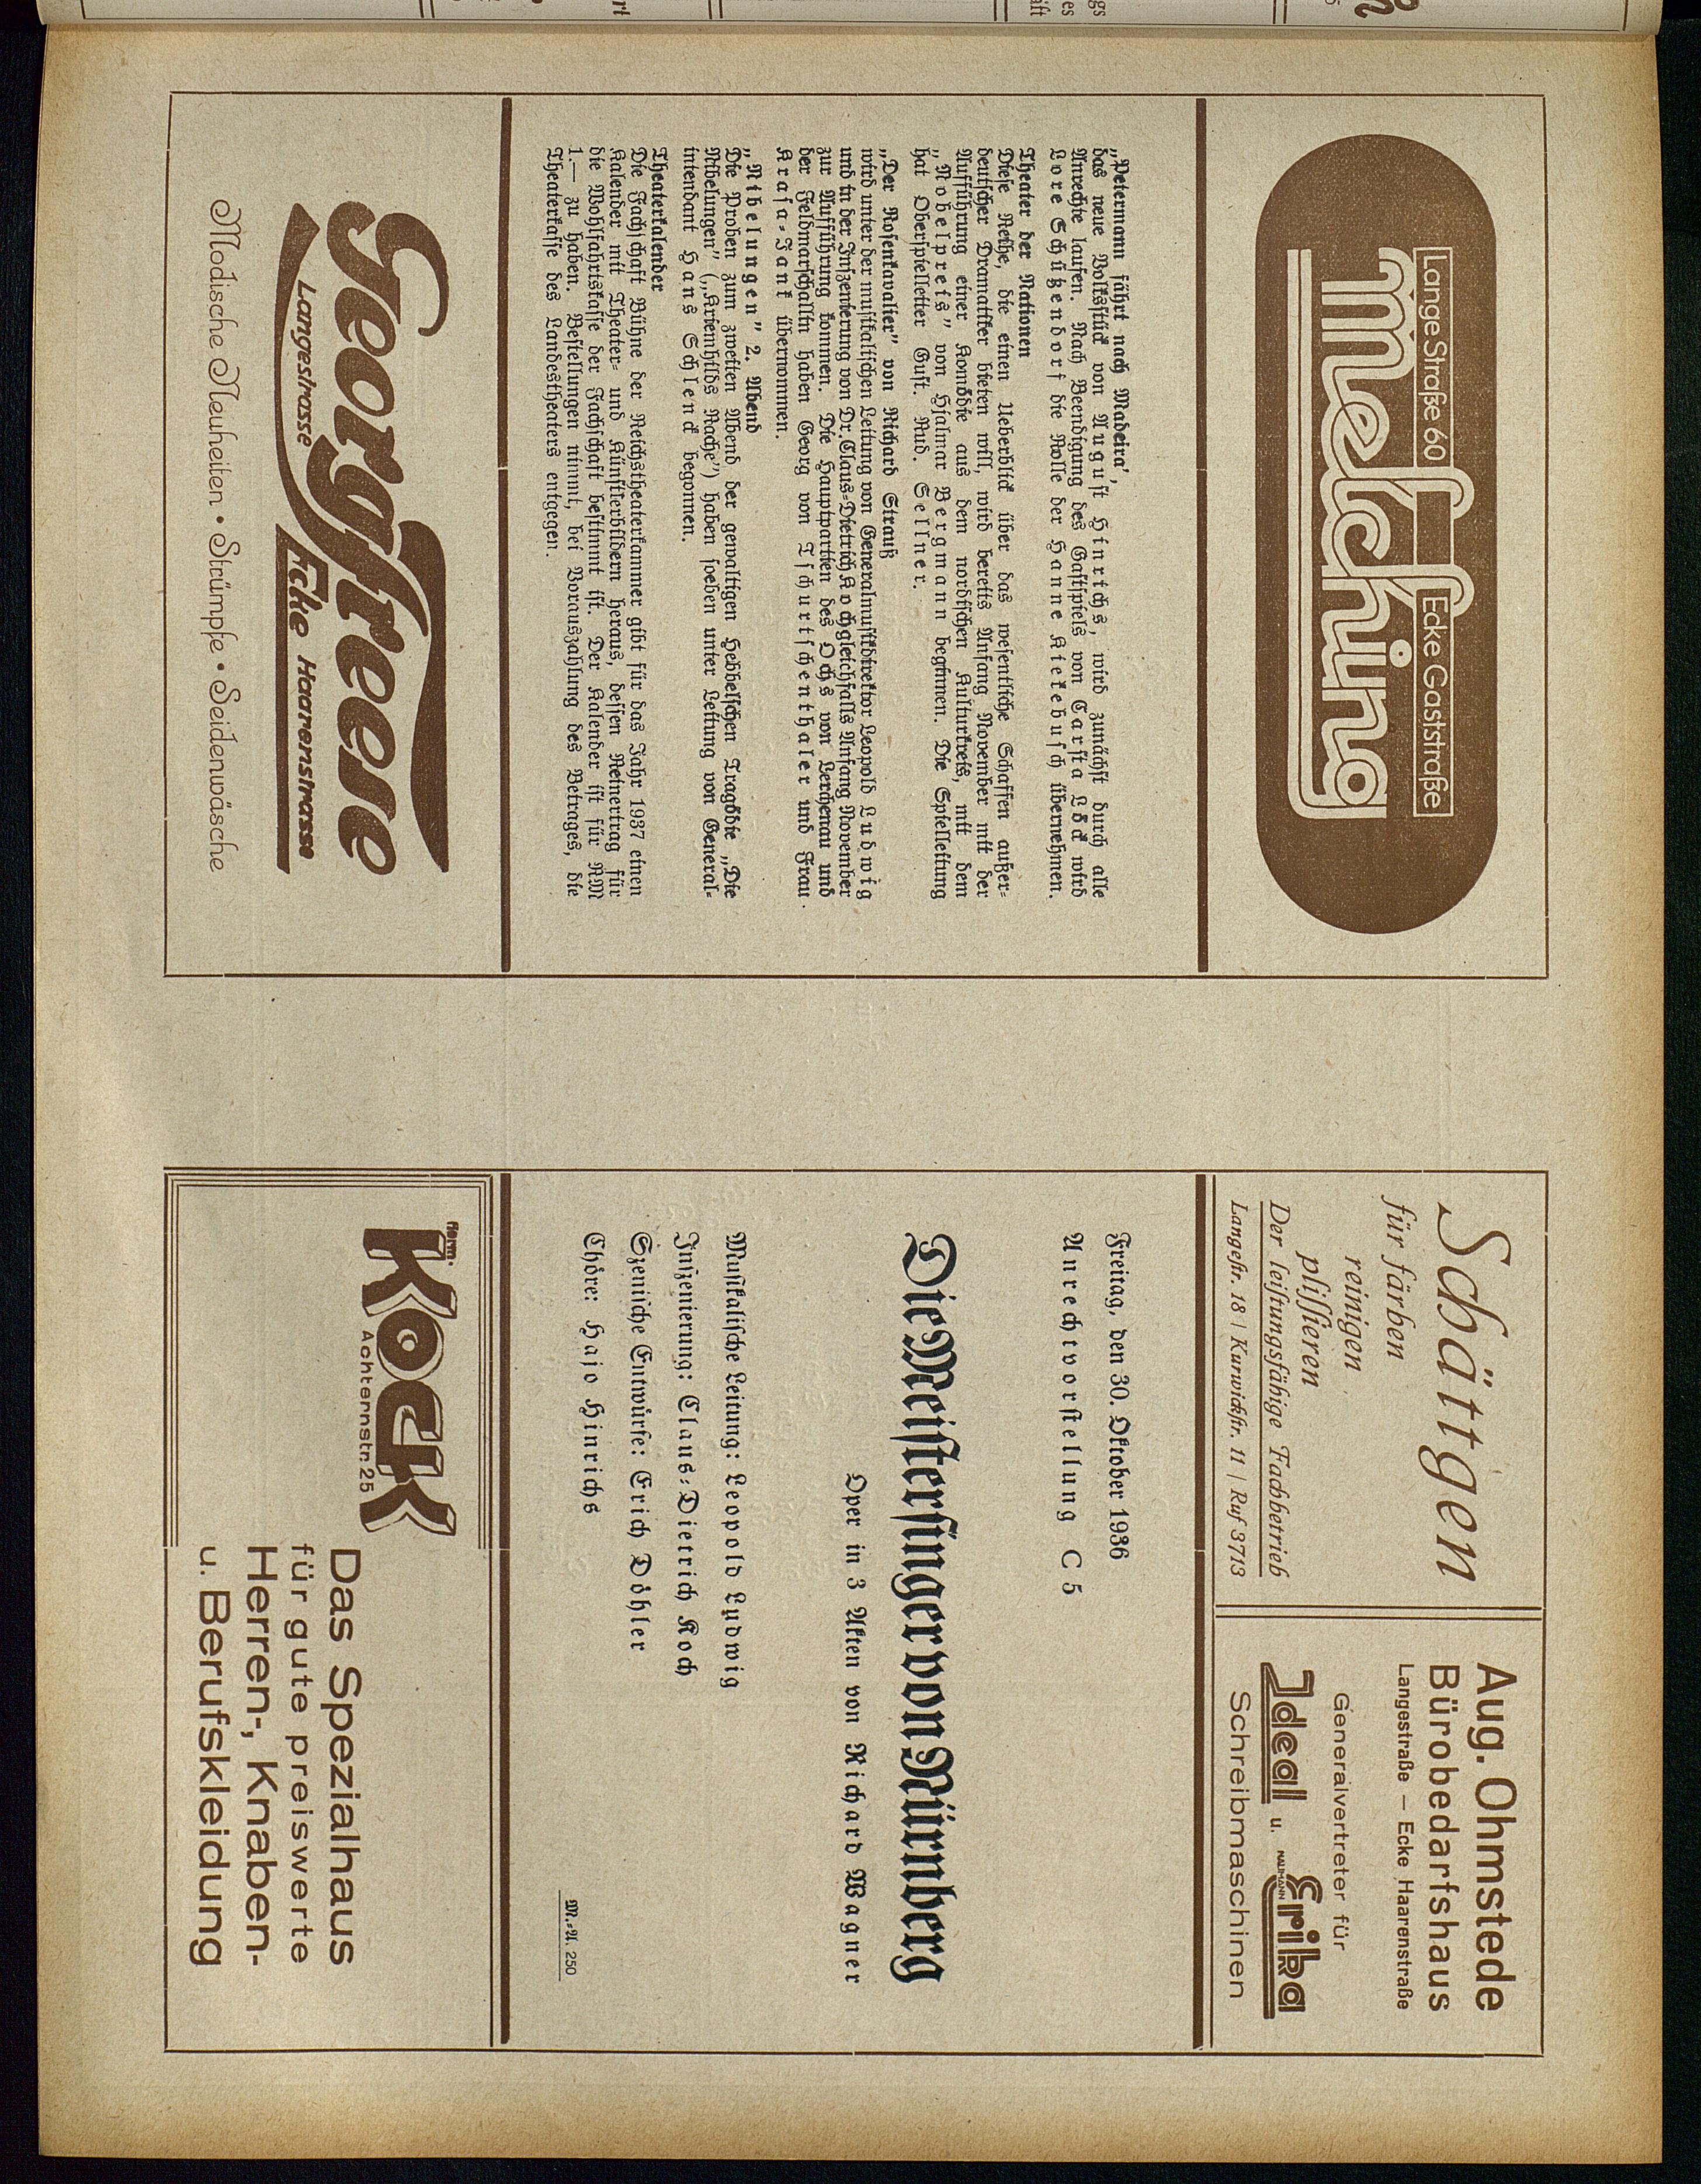 Lange Straße 60 Ecke Gaststraße
Melching
„Petermann fährt nach Madeira',
das neue Volksstück von August Hinrichs, wird zunächst durch alle
Anrechte laufen. Nach Beendigung des Gastspiels von Carsta Löck wird
Lore Schützendorf die Rolle der Hanne Kiekebusch übernehmen.
Theater der Nationen
Diese Reihe, die einen Ueberblick über das wesentliche Schaffen außer-
deutscher Dramatiker bieten will, wird bereits Anfang November mit der
Aufführung einer Komödie aus dem nordischen Kulturkreis, mit dem
„Nobelpreis" von Hjalmar Bergmann beginnen. Die Spielleitung
hat Oberspielleiter Gust. Rud. Sellner.
„Der Rosenkavalier" von Richard Strauß
wird unter der musikalischen Leitung von Generalmusikdirektor Leopold Ludwig
und in der Inszenierung von Dr. Claus-Dietrich Koch gleichfalls Anfang November
zur Aufführung kommen. Die Hauptpartien des Ochs von Lerchenau und
der Feldmarschallin haben Georg von Tschurtschenthaler und Frau
Krasa-Jank übernommen.
„Nibelungen" 2. Abend
Die Proben zum zweiten Abend der gewaltigen Hebbelschen Tragödie „Die
Nibelungen" („Kriemhilds Rache") haben soeben unter Leitung von General-
intendant Hans Schlenck begonnen.
Theaterkalender
Die Fachschaft Bühne der Reichstheaterkammer gibt für das Jahr 1937 einen
Kalender mit Theater- und Künstlerbildern heraus, dessen Reinertrag für
die Wohlfahrtskasse der Fachschaft bestimmt ist. Der Kalender ist für RM
1.— zu haben. Bestellungen nimmt, bei Vorauszahlung des Betrages, die
Theaterkasse des Landestheaters entgegen.
Georg Freese
Langestrasse Ecke Haarenstrasse
Modische Neuheiten • Strümpfe • Seidenwäsche
Schättgen
für färben
reinigen
plissieren
Der leistungsfähige Fachbetrieb
Langestr. 18 / Kurwickstr. 11 / Ruf 3713
Aug. Ohmstede
Bürobedarfshaus
Langestraße – Ecke Haarenstraße
Generalvertreter für
Ideal u. NAUMANN Erika
Schreibmaschinen
Freitag, den 30. Oktober 1936
Anrechtvorstellung C 5
Die Meistersinger von Nürnberg
Oper in 3 Akten von Richard Wagner
Musikalische Leitung: Leopold Ludwig
Inszenierung: Claus-Dietrich Koch
Szenische Entwürfe: Erich Döhler
Chöre: Hajo Hinrichs
M.-A. 250
Herm. Kock
Achternstr. 25
Das Spezialhaus
für gute preiswerte
Herren-, Knaben-
u. Berufskleidung